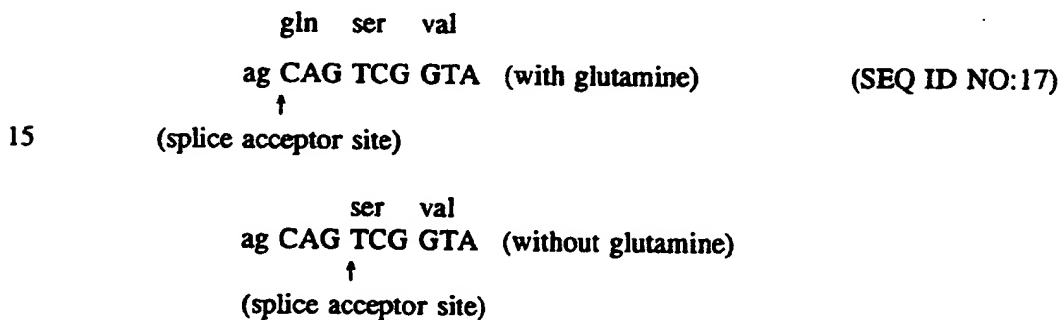 gln ser val
ag CAG TCG GTA (with glutamine) (SEQ ID NO:17)
↑
15 (splice acceptor site)
ser val
ag CAG TCG GTA (without glutamine)
↑
(splice acceptor site)